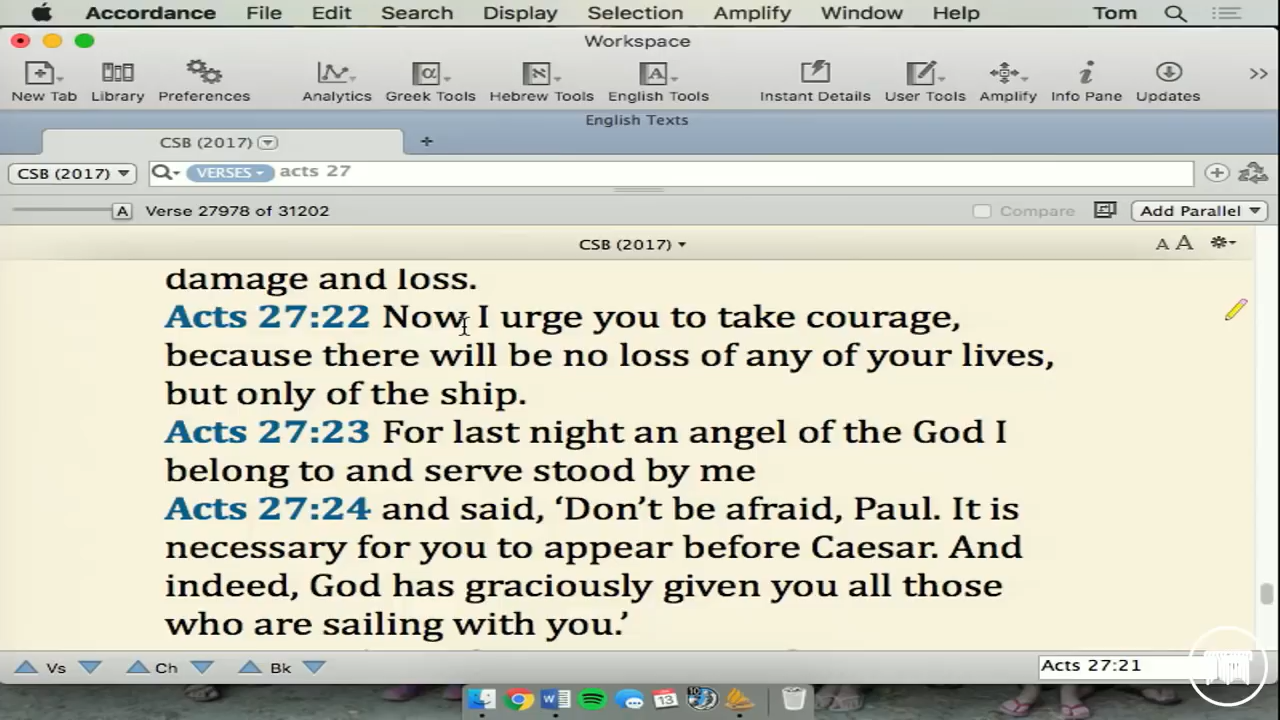 Accordance File Edit Search Display Selection Amplify Window Help Tom
Workspace
New Tab Library Preferences Analytics Greek Tools Hebrew Tools English Tools Instant Details User Tools Amplify Info Pane Updates
English Texts
CSB (2017)
CSB (2017) VERSES acts 27
A Verse 27978 of 31202 Compare Add Parallel
CSB (2017) A A
damage and loss.
Acts 27:22 Now I urge you to take courage,
because there will be no loss of any of your lives,
but only of the ship.
Acts 27:23 For last night an angel of the God I
belong to and serve stood by me
Acts 27:24 and said, ‘Don’t be afraid, Paul. It is
necessary for you to appear before Caesar. And
indeed, God has graciously given you all those
who are sailing with you.’
Vs Ch Bk Acts 27:21